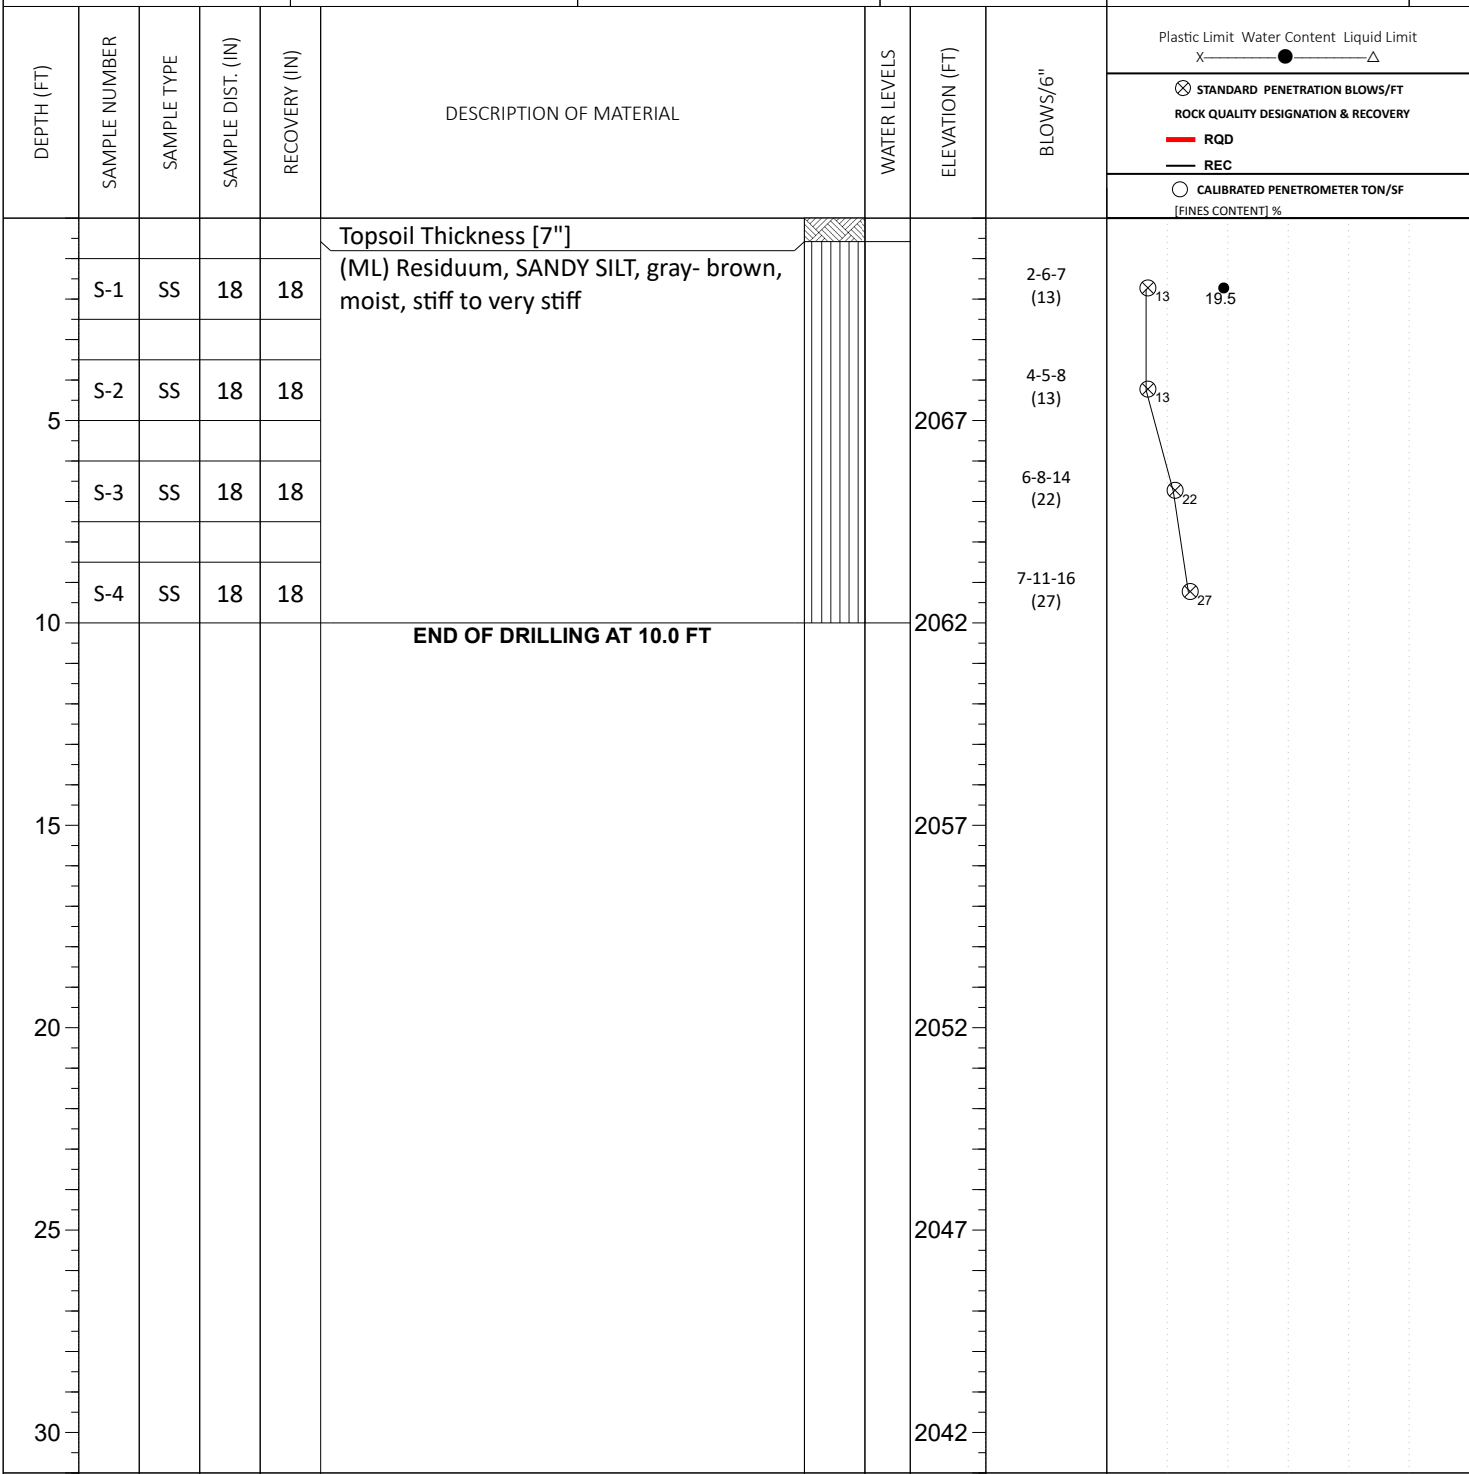 DEPTH (FT)
SAMPLE NUMBER
SAMPLE TYPE
SAMPLE DIST. (IN)
RECOVERY (IN)
DESCRIPTION OF MATERIAL
WATER LEVELS
ELEVATION (FT)
BLOWS/6"
Plastic Limit Water Content Liquid Limit
X
STANDARD PENETRATION BLOWS/FT
ROCK QUALITY DESIGNATION & RECOVERY
RQD
REC
CALIBRATED PENETROMETER TON/SF
[FINES CONTENT] %
Topsoil Thickness [7"]
(ML) Residuum, SANDY SILT, gray- brown,
moist, stiff to very stiff
S-1 SS 18 18
2-6-7
(13)
13
19.5
S-2 SS 18 18
4-5-8
(13)
13
5
2067
S-3 SS 18 18
6-8-14
(22)
22
S-4 SS 18 18
7-11-16
(27)
27
10
2062
END OF DRILLING AT 10.0 FT
15
2057
20
2052
25
2047
30
2042